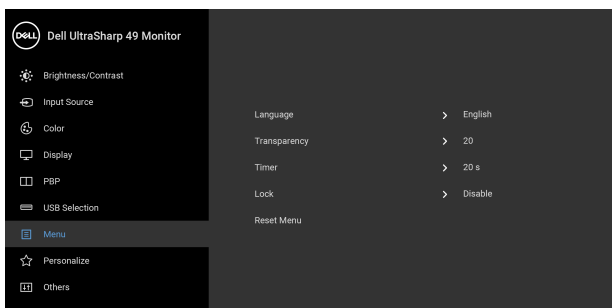 DELL
Dell UltraSharp 49 Monitor
Brightness/Contrast
Input Source
Color
Display
PBP
USB Selection
Menu
Personalize
Others
Language English
Transparency 20
Timer 20 s
Lock Disable
Reset Menu